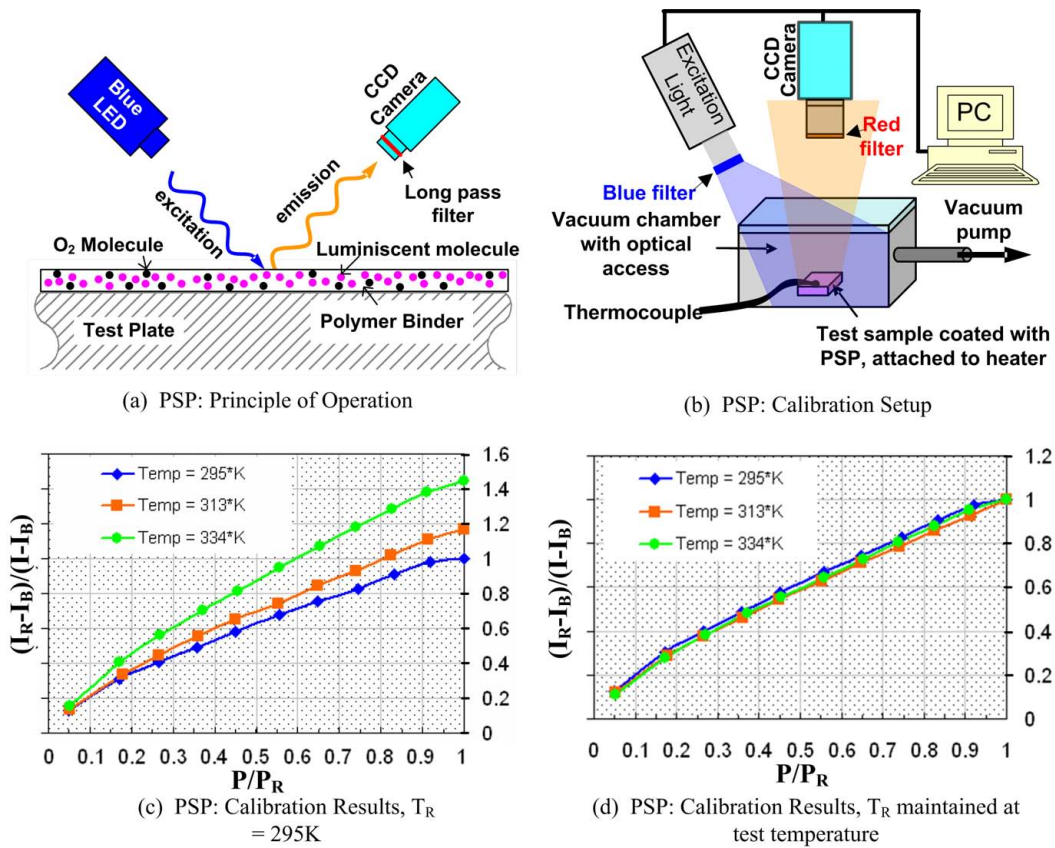 Blue
LED
CCD
Camera
excitation
emission
Long pass
filter
O2 Molecule
Luminiscent molecule
Test Plate
Polymer Binder
(a) PSP: Principle of Operation
Excitation
Light
CCD
Camera
PC
Red
filter
Blue filter
Vacuum chamber
with optical
access
Vacuum
pump
Thermocouple
Test sample coated with
PSP, attached to heater
(b) PSP: Calibration Setup
(IR-IB)/(I-IB)
Temp = 295*K
Temp = 313*K
Temp = 334*K
1.6
1.4
1.2
1
0.8
0.6
0.4
0.2
0
0 0.1 0.2 0.3 0.4 0.5 0.6 0.7 0.8 0.9 1
P/PR
(c) PSP: Calibration Results, TR
= 295K
(IR-IB)/(I-IB)
Temp = 295*K
Temp = 313*K
Temp = 334*K
1.2
1
0.8
0.6
0.4
0.2
0
0 0.1 0.2 0.3 0.4 0.5 0.6 0.7 0.8 0.9 1
P/PR
(d) PSP: Calibration Results, TR maintained at
test temperature